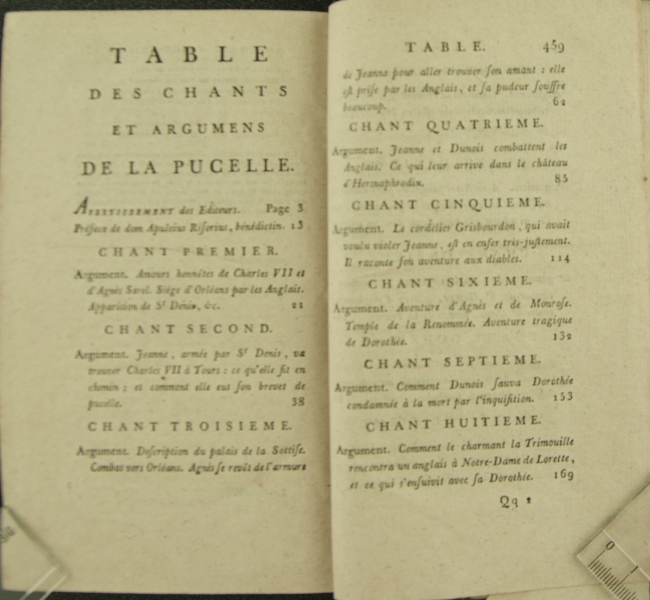 TABLE
DES CHANTS
ET ARGUMENS
DE LA PUCELLE.
AVERTISSEMENT des Editeurs. Page 3
Préface de dom Apuleius Risorius, bénédictin. 13
CHANT PREMIER.
Argument. Amours honnêtes de Charles VII et
d'Agnès Sorel. Siége d'Orléans par les Anglais.
Apparition de St Denis, &c. 21
CHANT SECOND.
Argument. Jeanne, armée par St Denis, va
trouver Charles VII à Tours : ce qu'elle fit en
chemin ; et comment elle eut son brevet de
pucelle. 38
CHANT TROISIEME.
Argument. Description du palais de la Sottise.
Combat vers Orléans. Agnès se revêt de l'armure
TABLE. 459
de Jeanne pour aller trouver son amant : elle
est prise par les Anglais, et sa pudeur souffre
beaucoup. 62
CHANT QUATRIEME.
Argument. Jeanne et Dunois combattent les
Anglais. Ce qui leur arrive dans le château
d'Hermaphrodix. 85
CHANT CINQUIEME.
Argument. Le cordelier Grisbourdon, qui avait
voulu violer Jeanne, est en enfer très-justement.
Il raconte son aventure aux diables. 114
CHANT SIXIEME.
Argument. Aventure d'Agnès et de Monrose.
Temple de la Renommée. Aventure tragique
de Dorothée. 132
CHANT SEPTIEME.
Argument. Comment Dunois sauva Dorothée
condamnée à la mort par l'inquisition. 153
CHANT HUITIEME.
Argument. Comment le charmant la Trimouille
rencontra un anglais à Notre-Dame de Lorette,
et ce qui s'ensuivit avec sa Dorothée. 169
Qq 2
0